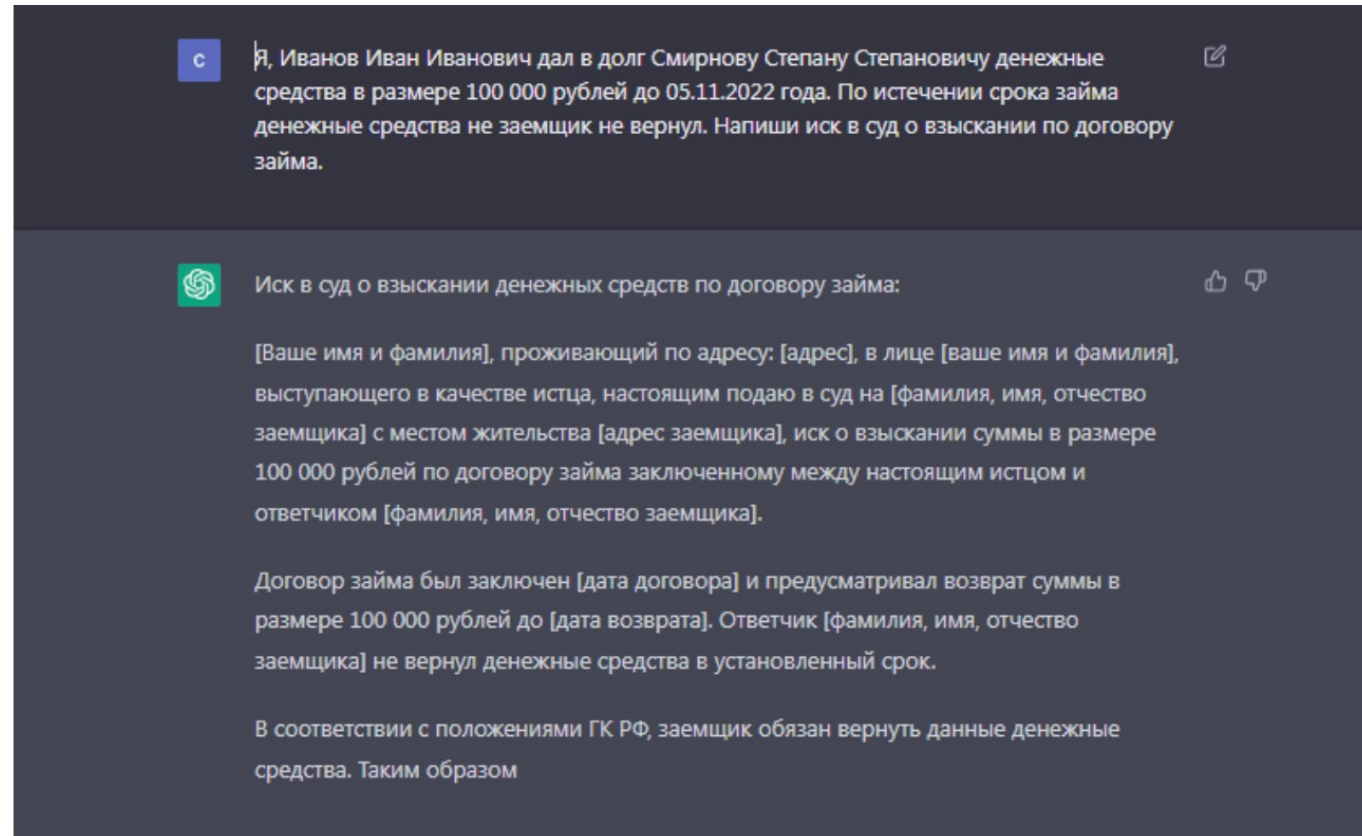 С
Я, Иванов Иван Иванович дал в долг Смирнову Степану Степановичу денежные
средства в размере 100 000 рублей до 05.11.2022 года. По истечении срока займа
денежные средства не заемщик не вернул. Напиши иск в суд о взыскании по договору
займа.
Иск в суд о взыскании денежных средств по договору займа:
[Ваше имя и фамилия], проживающий по адресу: [адрес], в лице [ваше имя и фамилия],
выступающего в качестве истца, настоящим подаю в суд на [фамилия, имя, отчество
заемщика] с местом жительства [адрес заемщика], иск о взыскании суммы в размере
100 000 рублей по договору займа заключенному между настоящим истцом и
ответчиком [фамилия, имя, отчество заемщика].
Договор займа был заключен [дата договора] и предусматривал возврат суммы в
размере 100 000 рублей до [дата возврата]. Ответчик [фамилия, имя, отчество
заемщика] не вернул денежные средства в установленный срок.
В соответствии с положениями ГК РФ, заемщик обязан вернуть данные денежные
средства. Таким образом